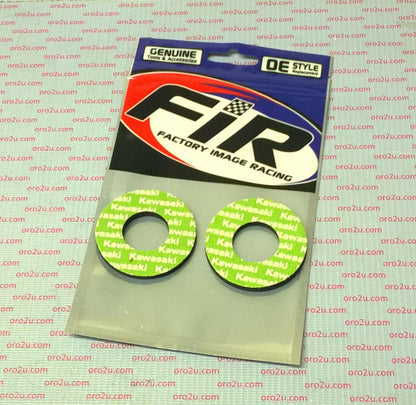 GENUINE
Tools & Accessories
OE STYLE
Replacement
FIR
FACTORY IMAGE RACING
Kawasaki
Kawasaki
oro2u.com